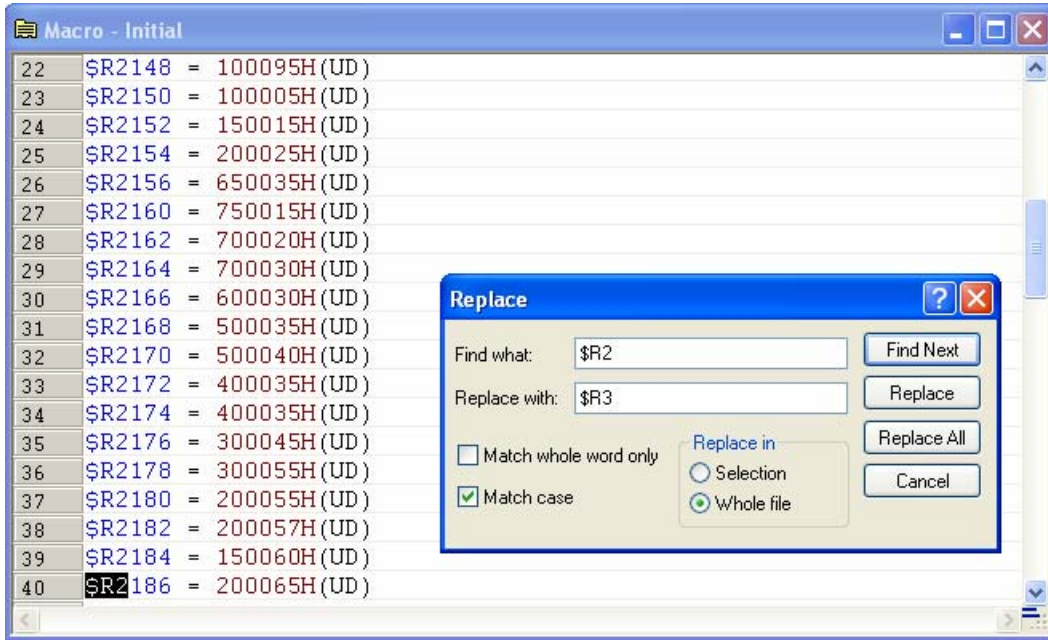 Macro - Initial
22 $R2148 = 100095H(UD)
23 $R2150 = 100005H(UD)
24 $R2152 = 150015H(UD)
25 $R2154 = 200025H(UD)
26 $R2156 = 650035H(UD)
27 $R2160 = 750015H(UD)
28 $R2162 = 700020H(UD)
29 $R2164 = 700030H(UD)
30 $R2166 = 600030H(UD)
31 $R2168 = 500035H(UD)
32 $R2170 = 500040H(UD)
33 $R2172 = 400035H(UD)
34 $R2174 = 400035H(UD)
35 $R2176 = 300045H(UD)
36 $R2178 = 300055H(UD)
37 $R2180 = 200055H(UD)
38 $R2182 = 200057H(UD)
39 $R2184 = 150060H(UD)
40 $R2186 = 200065H(UD)
Replace
Find what: $R2 Find Next
Replace with: $R3 Replace
Match whole word only
Match case
Replace in
Selection
Whole file
Replace All
Cancel